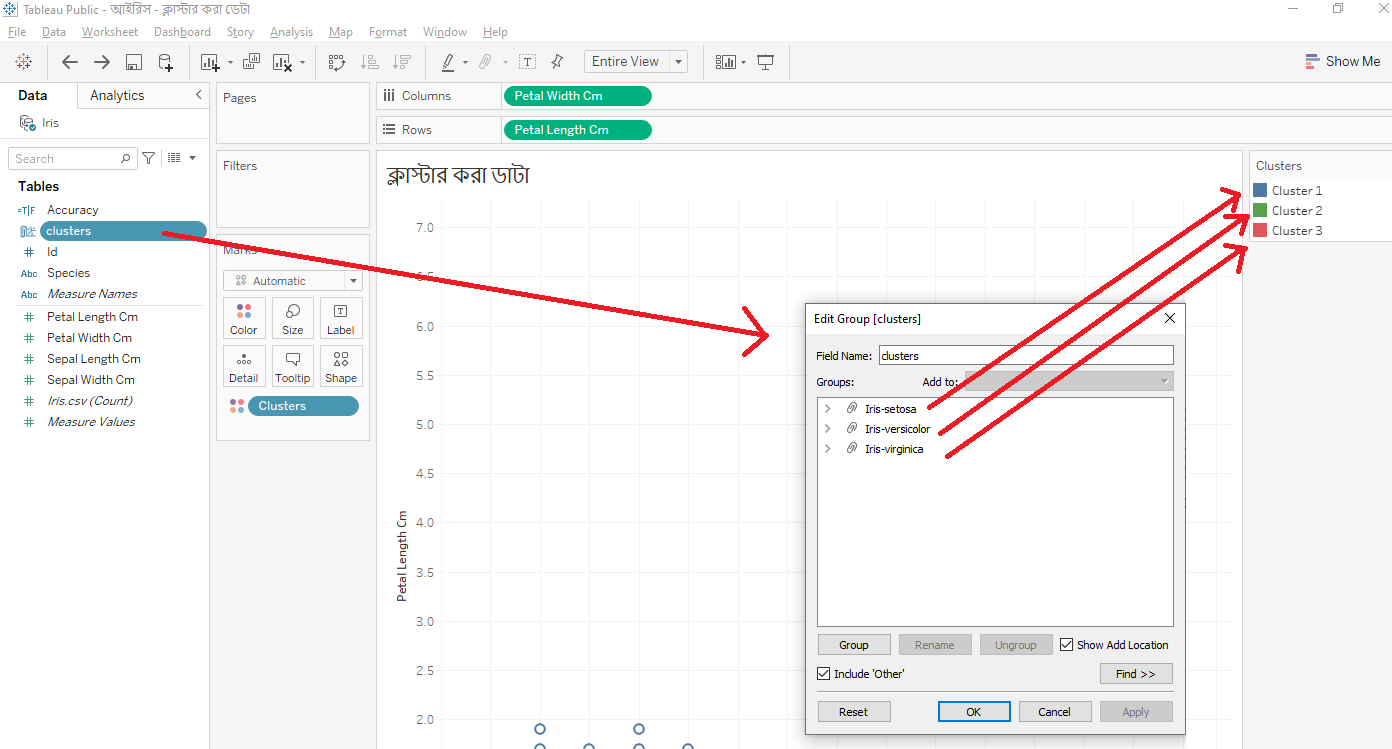 Tableau Public - আইরিস - ক্লাস্টার করা ডেটা
File Data Worksheet Dashboard Story Analysis Map Format Window Help
Entire View
Show Me
Data Analytics
Iris
Search
Tables
Accuracy
clusters
Id
Abc Species
Abc Measure Names
Petal Length Cm
Petal Width Cm
Sepal Length Cm
Sepal Width Cm
Iris.csv (Count)
Measure Values
Pages
Filters
Marks
Automatic
Color Size Label
Detail Tooltip Shape
Clusters
Columns Petal Width Cm
Rows Petal Length Cm
ক্লাস্টার করা ডাটা
Petal Length Cm
7.0
6.5
6.0
5.5
5.0
4.5
4.0
3.5
3.0
2.5
2.0
Edit Group [clusters]
Field Name: clusters
Groups: Add to:
Iris-setosa
Iris-versicolor
Iris-virginica
Group Rename Ungroup Show Add Location
Include 'Other' Find >>
Reset OK Cancel Apply
Clusters
Cluster 1
Cluster 2
Cluster 3